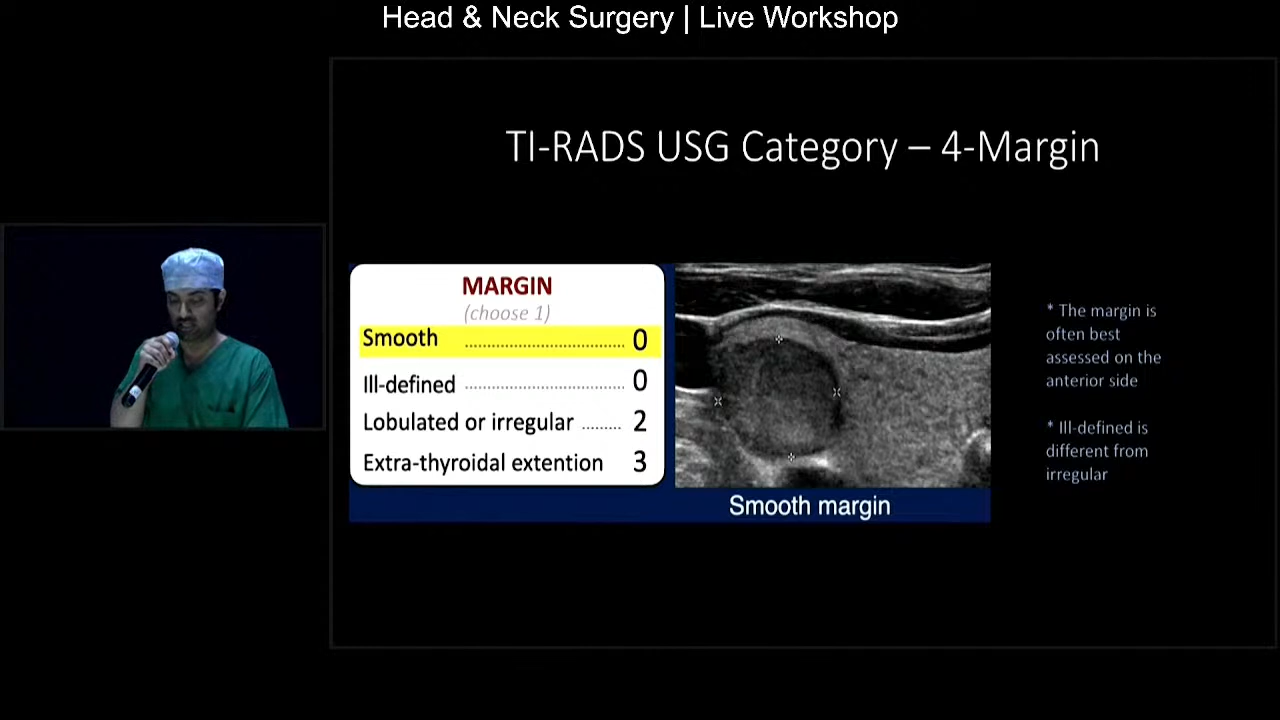 Head & Neck Surgery | Live Workshop
TI-RADS USG Category – 4-Margin
MARGIN
(choose 1)
Smooth ........................................ 0
Ill-defined ........................................ 0
Lobulated or irregular ......... 2
Extra-thyroidal extention 3
Smooth margin
* The margin is
often best
assessed on the
anterior side
* Ill-defined is
different from
irregular